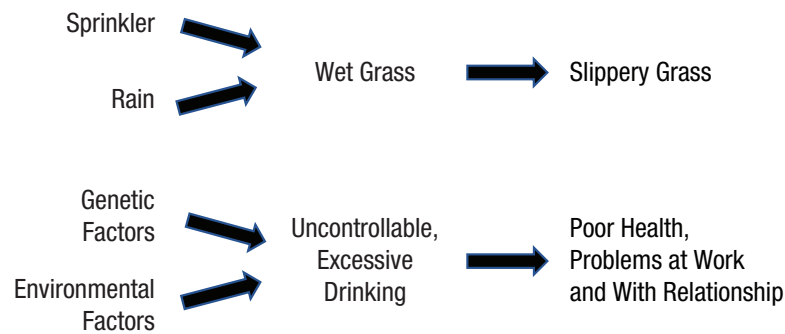 Sprinkler
Rain
Wet Grass
Slippery Grass
Genetic
Factors
Environmental
Factors
Uncontrollable,
Excessive
Drinking
Poor Health,
Problems at Work
and With Relationship